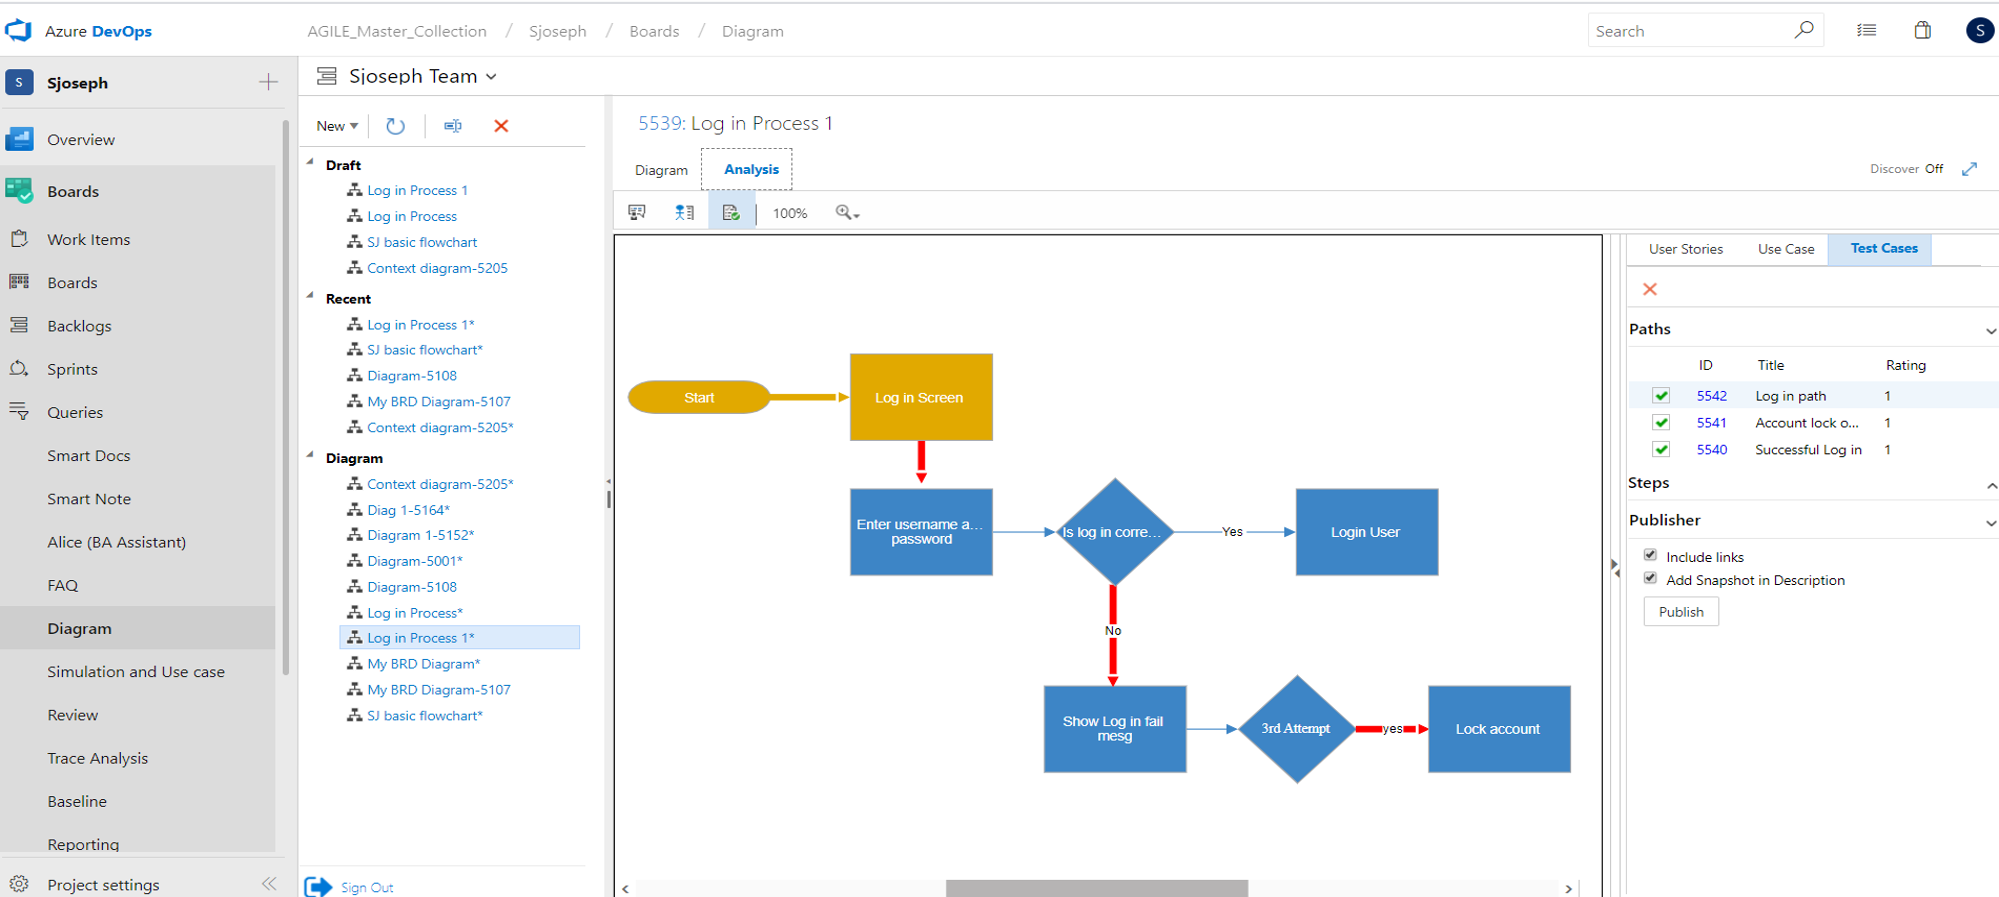 Azure DevOps
AGILE_Master_Collection / Sjoseph / Boards / Diagram
Search
S
S
Sjoseph
Overview
Boards
Work Items
Boards
Backlogs
Sprints
Queries
Smart Docs
Smart Note
Alice (BA Assistant)
FAQ
Diagram
Simulation and Use case
Review
Trace Analysis
Baseline
Reporting
Project settings
Sjoseph Team
New
Draft
Log in Process 1
Log in Process
SJ basic flowchart
Context diagram-5205
Recent
Log in Process 1*
SJ basic flowchart*
Diagram-5108
My BRD Diagram-5107
Context diagram-5205*
Diagram
Context diagram-5205*
Diag 1-5164*
Diagram 1-5152*
Diagram-5001*
Diagram-5108
Log in Process*
Log in Process 1*
My BRD Diagram*
My BRD Diagram-5107
SJ basic flowchart*
Sign Out
5539: Log in Process 1
Diagram
Analysis
Discover Off
100%
Start
Log in Screen
Enter username a...
password
Is log in corre...
Yes
Login User
No
Show Log in fail
mesg
3rd Attempt
yes
Lock account
User Stories
Use Case
Test Cases
Paths
ID Title Rating
5542 Log in path 1
5541 Account lock o... 1
5540 Successful Log in 1
Steps
Publisher
Include links
Add Snapshot in Description
Publish